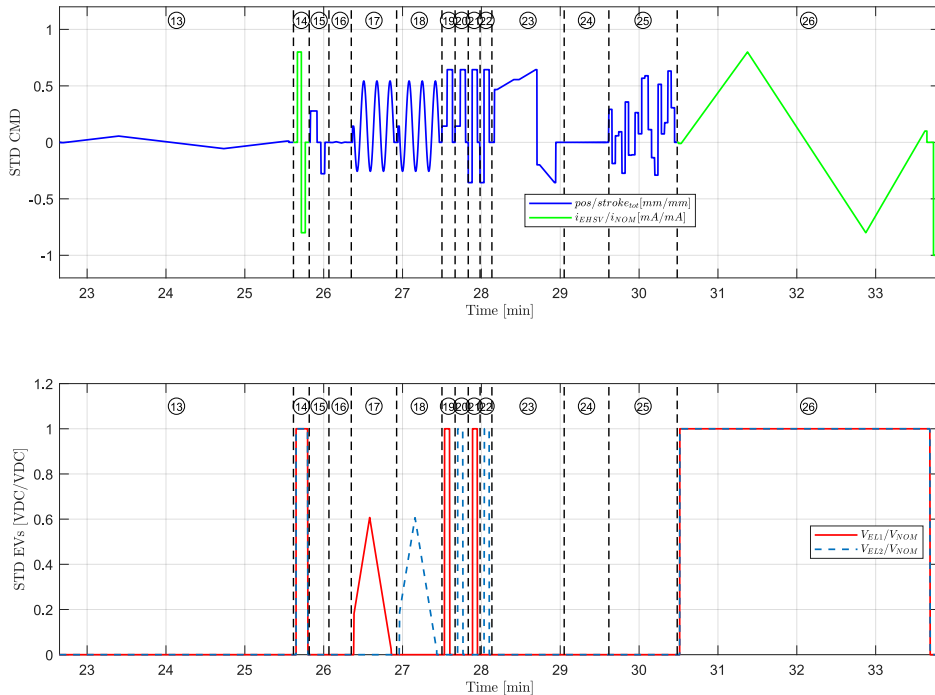 ⑬ ⑭ ⑮ ⑯ ⑰ ⑱ ⑲ ⑳ ㉑ ㉒ ㉓ ㉔ ㉕ ㉖
1
0.5
0
-0.5
-1
STD CMD
pos/stroke_tot[mm/mm]
i_EHSV/i_NOM[mA/mA]
23 24 25 26 27 28 29 30 31 32 33
Time [min]
1.2
⑬ ⑭ ⑮ ⑯ ⑰ ⑱ ⑲ ⑳ ㉑ ㉒ ㉓ ㉔ ㉕ ㉖
1
0.8
0.6
0.4
0.2
0
STD EVs [VDC/VDC]
V_EL1/V_NOM
V_EL2/V_NOM
23 24 25 26 27 28 29 30 31 32 33
Time [min]